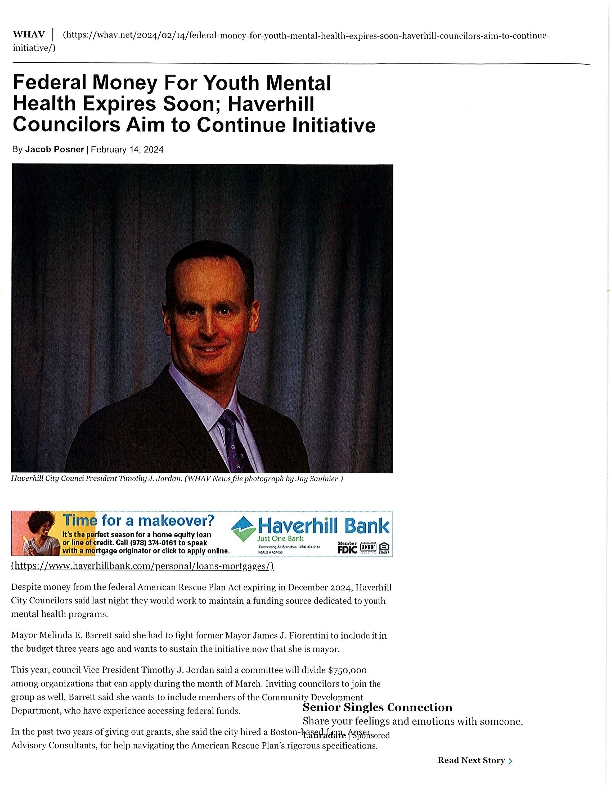 WHAV | (https://whav.net/2024/02/14/federal-money-for-youth-mental-health-expires-soon-haverhill-councilors-aim-to-continue-
initiative/)
Federal Money For Youth Mental
Health Expires Soon; Haverhill
Councilors Aim to Continue Initiative
By Jacob Posner | February 14, 2024
Haverhill City Counci President Timothy J. Jordan. (WHAV News file photograph by Jay Saulnier.)
Time for a makeover?
It's the perfect season for a home equity loan
or line of credit. Call (978) 374-0161 to speak
with a mortgage originator or click to apply online.
Haverhill Bank
Just One Bank
Member
FDIC DIF
(https://www.haverhillbank.com/personal/loans-mortgages/)
Despite money from the federal American Rescue Plan Act expiring in December 2024, Haverhill
City Councilors said last night they would work to maintain a funding source dedicated to youth
mental health programs.
Mayor Melinda E. Barrett said she had to fight former Mayor James J. Fiorentini to include it in
the budget three years ago and wants to sustain the initiative now that she is mayor.
This year, council Vice President Timothy J. Jordan said a committee will divide $750,000
among organizations that can apply during the month of March. Inviting councilors to join the
group as well, Barrett said she wants to include members of the Community Development
Department, who have experience accessing federal funds.
Senior Singles Connection
Share your feelings and emotions with someone.
In the past two years of giving out grants, she said the city hired a Boston-based firm,
Sponsored
Advisory Consultants, for help navigating the American Rescue Plan's rigorous specifications.
Read Next Story >